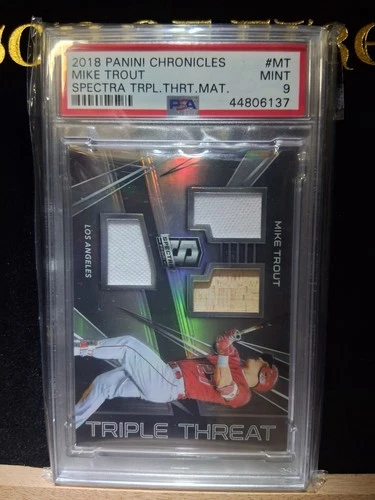 2018 PANINI CHRONICLES #MT
MIKE TROUT MINT
SPECTRA TRPL.THRT.MAT. 9
PSA 44806137
MIKE TROUT
LOS ANGELES
SPECTRA
TRIPLE THREAT